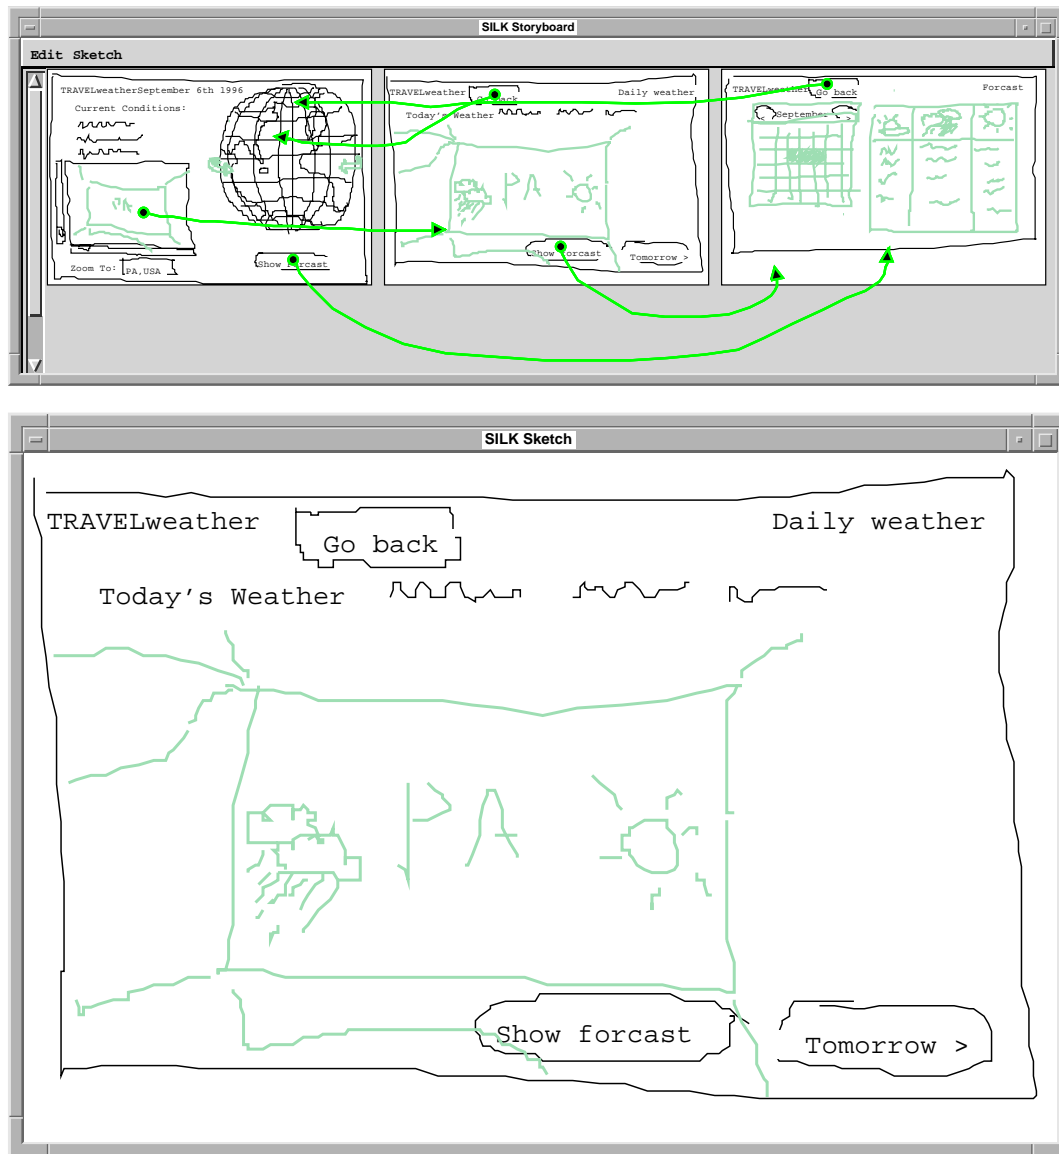 SILK Storyboard
Edit Sketch
TRAVELweatherSeptember 6th 1996
Current Conditions:
PA
Zoom To: PA,USA
Show forcast
TRAVELweather Go back Daily weather
Today's Weather
PA
Show forcast Tomorrow >
TRAVELweather Go back Forcast
< September >
SILK Sketch
TRAVELweather Go back Daily weather
Today's Weather
PA
Show forcast Tomorrow >